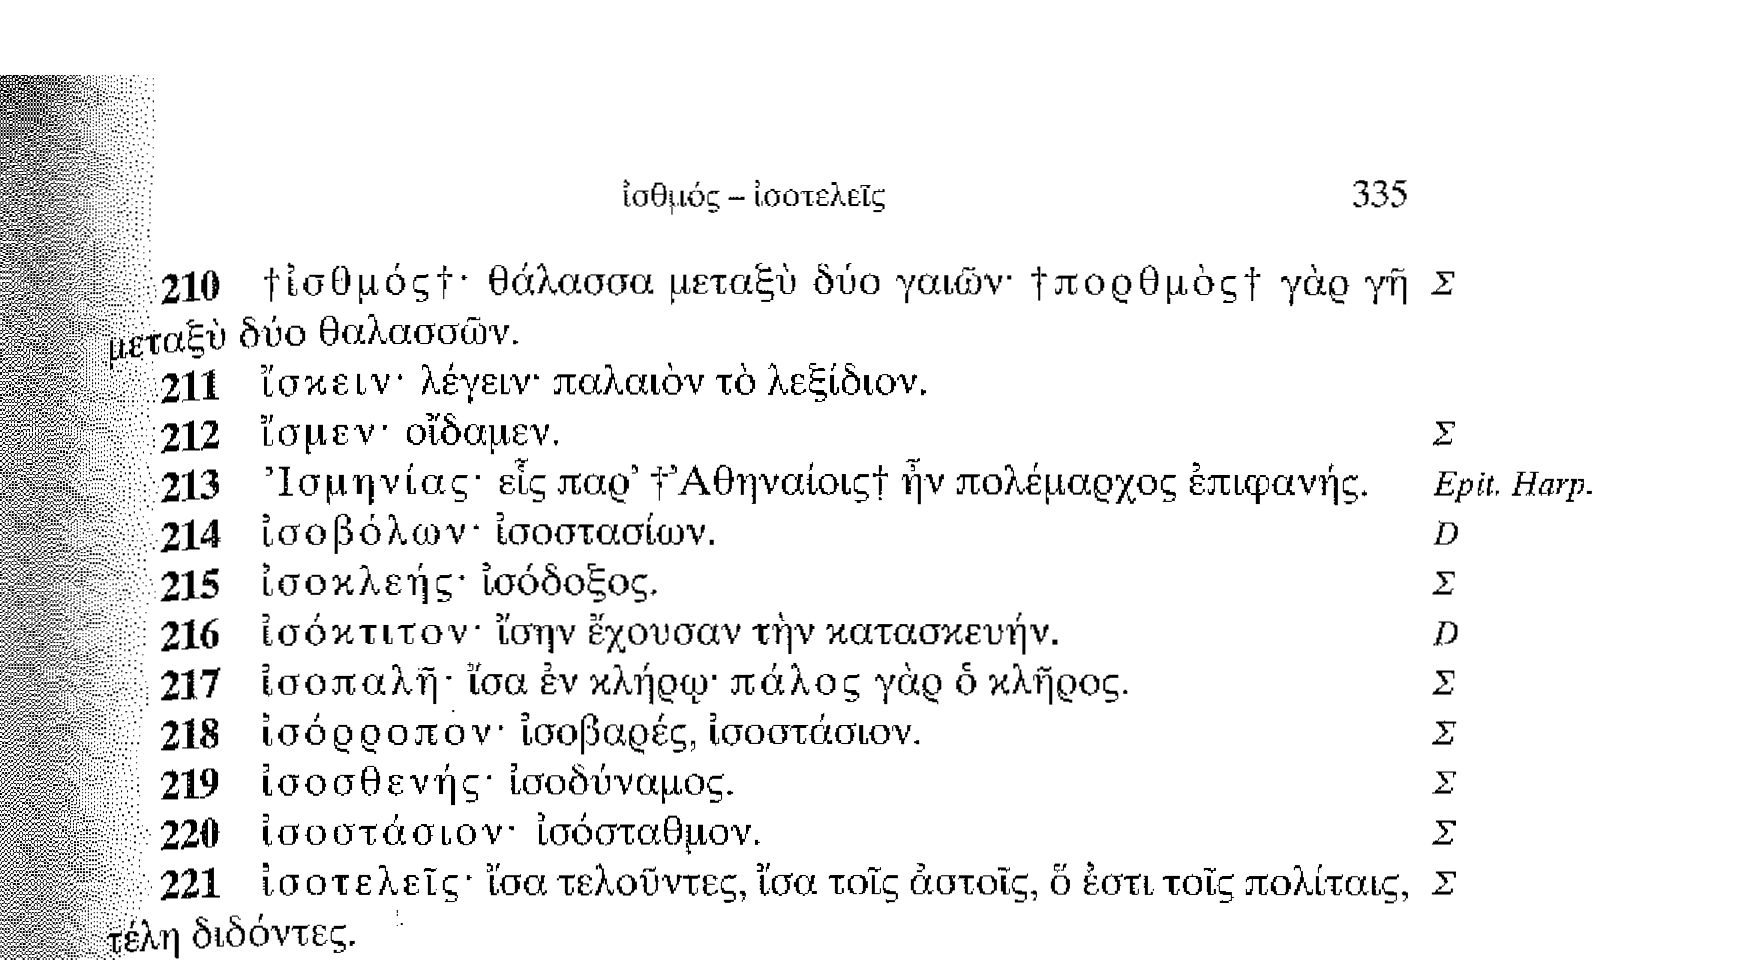 ἰσθμός – ἰσοτελεῖς 335
210 †ἰσθμός†· θάλασσα μεταξὺ δύο γαιῶν· †πορθμὸς† γὰρ γῆ Σ
μεταξὺ δύο θαλασσῶν.
211 ἴσκειν· λέγειν· παλαιὸν τὸ λεξίδιον.
212 ἴσμεν· οἴδαμεν. Σ
213 Ἰσμηνίας· εἷς παρ’ †Ἀθηναίοις† ἦν πολέμαρχος ἐπιφανής. Epit. Harp.
214 ἰσοβόλων· ἰσοστασίων. D
215 ἰσοκλεής· ἰσόδοξος. Σ
216 ἰσόκτιτον· ἴσην ἔχουσαν τὴν κατασκευήν. D
217 ἰσοπαλῆ· ἴσα ἐν κλήρῳ· πάλος γὰρ ὁ κλῆρος. Σ
218 ἰσόρροπον· ἰσοβαρές, ἰσοστάσιον. Σ
219 ἰσοσθενής· ἰσοδύναμος. Σ
220 ἰσοστάσιον· ἰσόσταθμον. Σ
221 ἰσοτελεῖς· ἴσα τελοῦντες, ἴσα τοῖς ἀστοῖς, ὅ ἐστι τοῖς πολίταις, Σ
τέλη διδόντες.